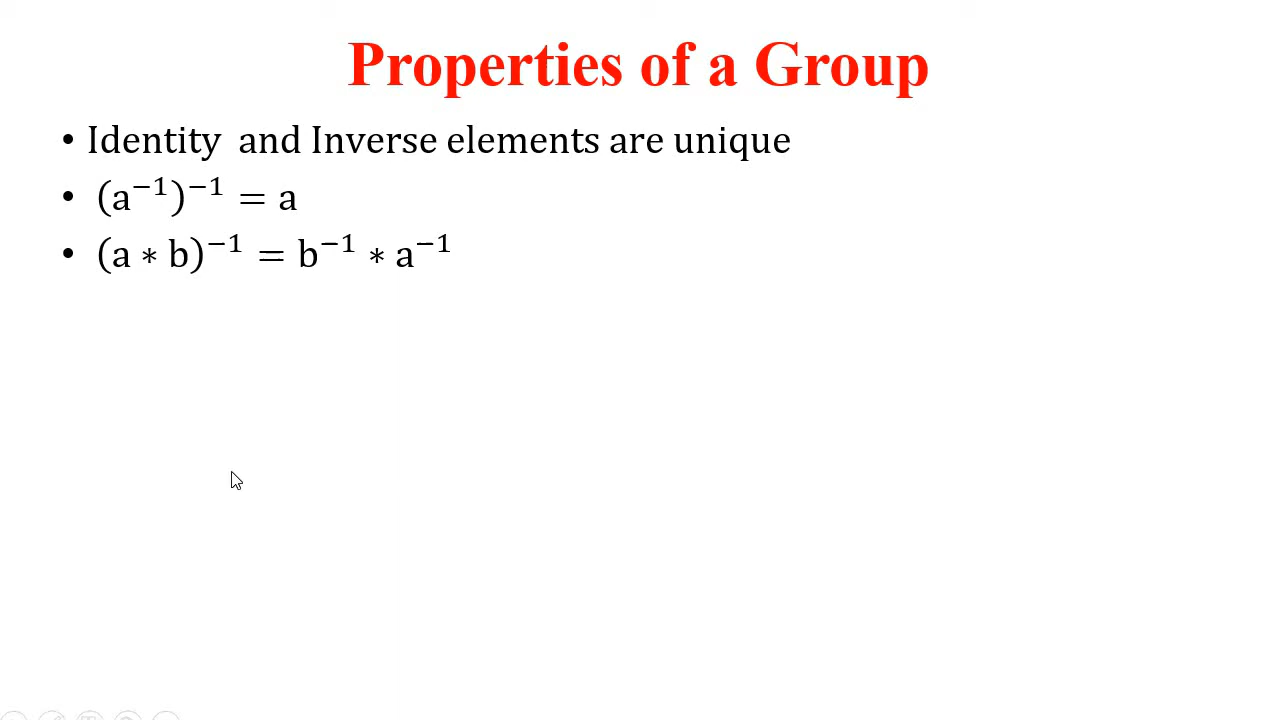 Properties of a Group
• Identity and Inverse elements are unique
• (a⁻¹)⁻¹ = a
• (a ∗ b)⁻¹ = b⁻¹ ∗ a⁻¹